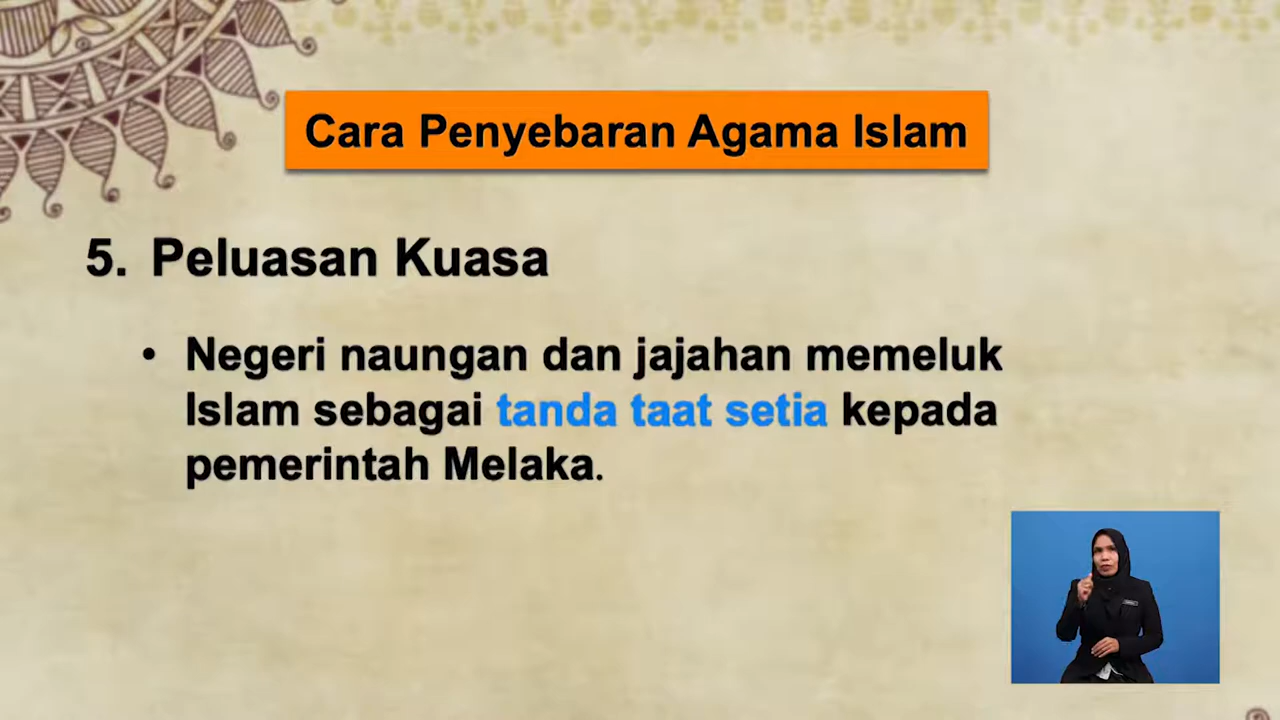 Cara Penyebaran Agama Islam
5. Peluasan Kuasa
• Negeri naungan dan jajahan memeluk
Islam sebagai tanda taat setia kepada
pemerintah Melaka.